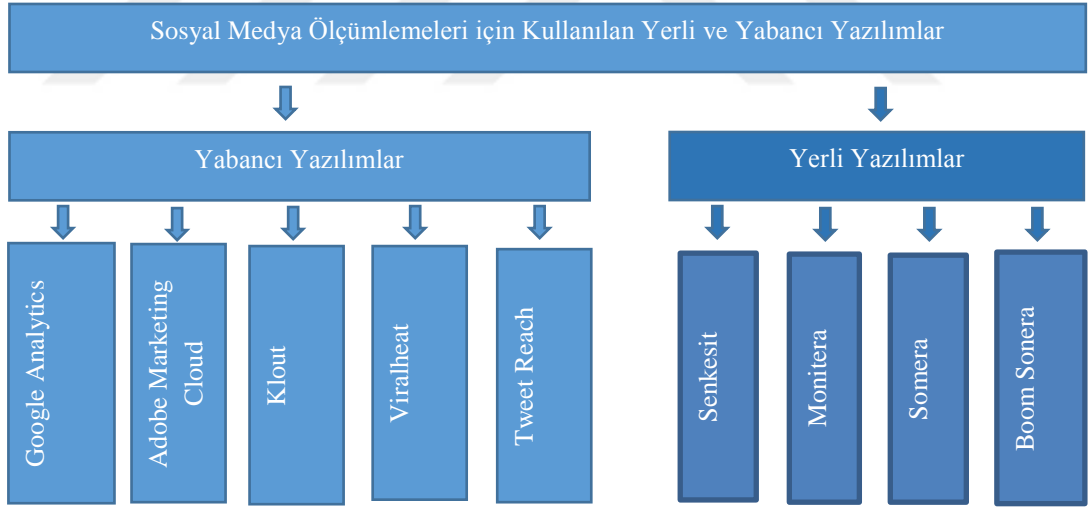 Sosyal Medya Ölçümlemeleri için Kullanılan Yerli ve Yabancı Yazılımlar
Yabancı Yazılımlar
Yerli Yazılımlar
Google Analytics
Adobe Marketing
Cloud
Klout
Viralheat
Tweet Reach
Senkesit
Monitera
Somera
Boom Sonera